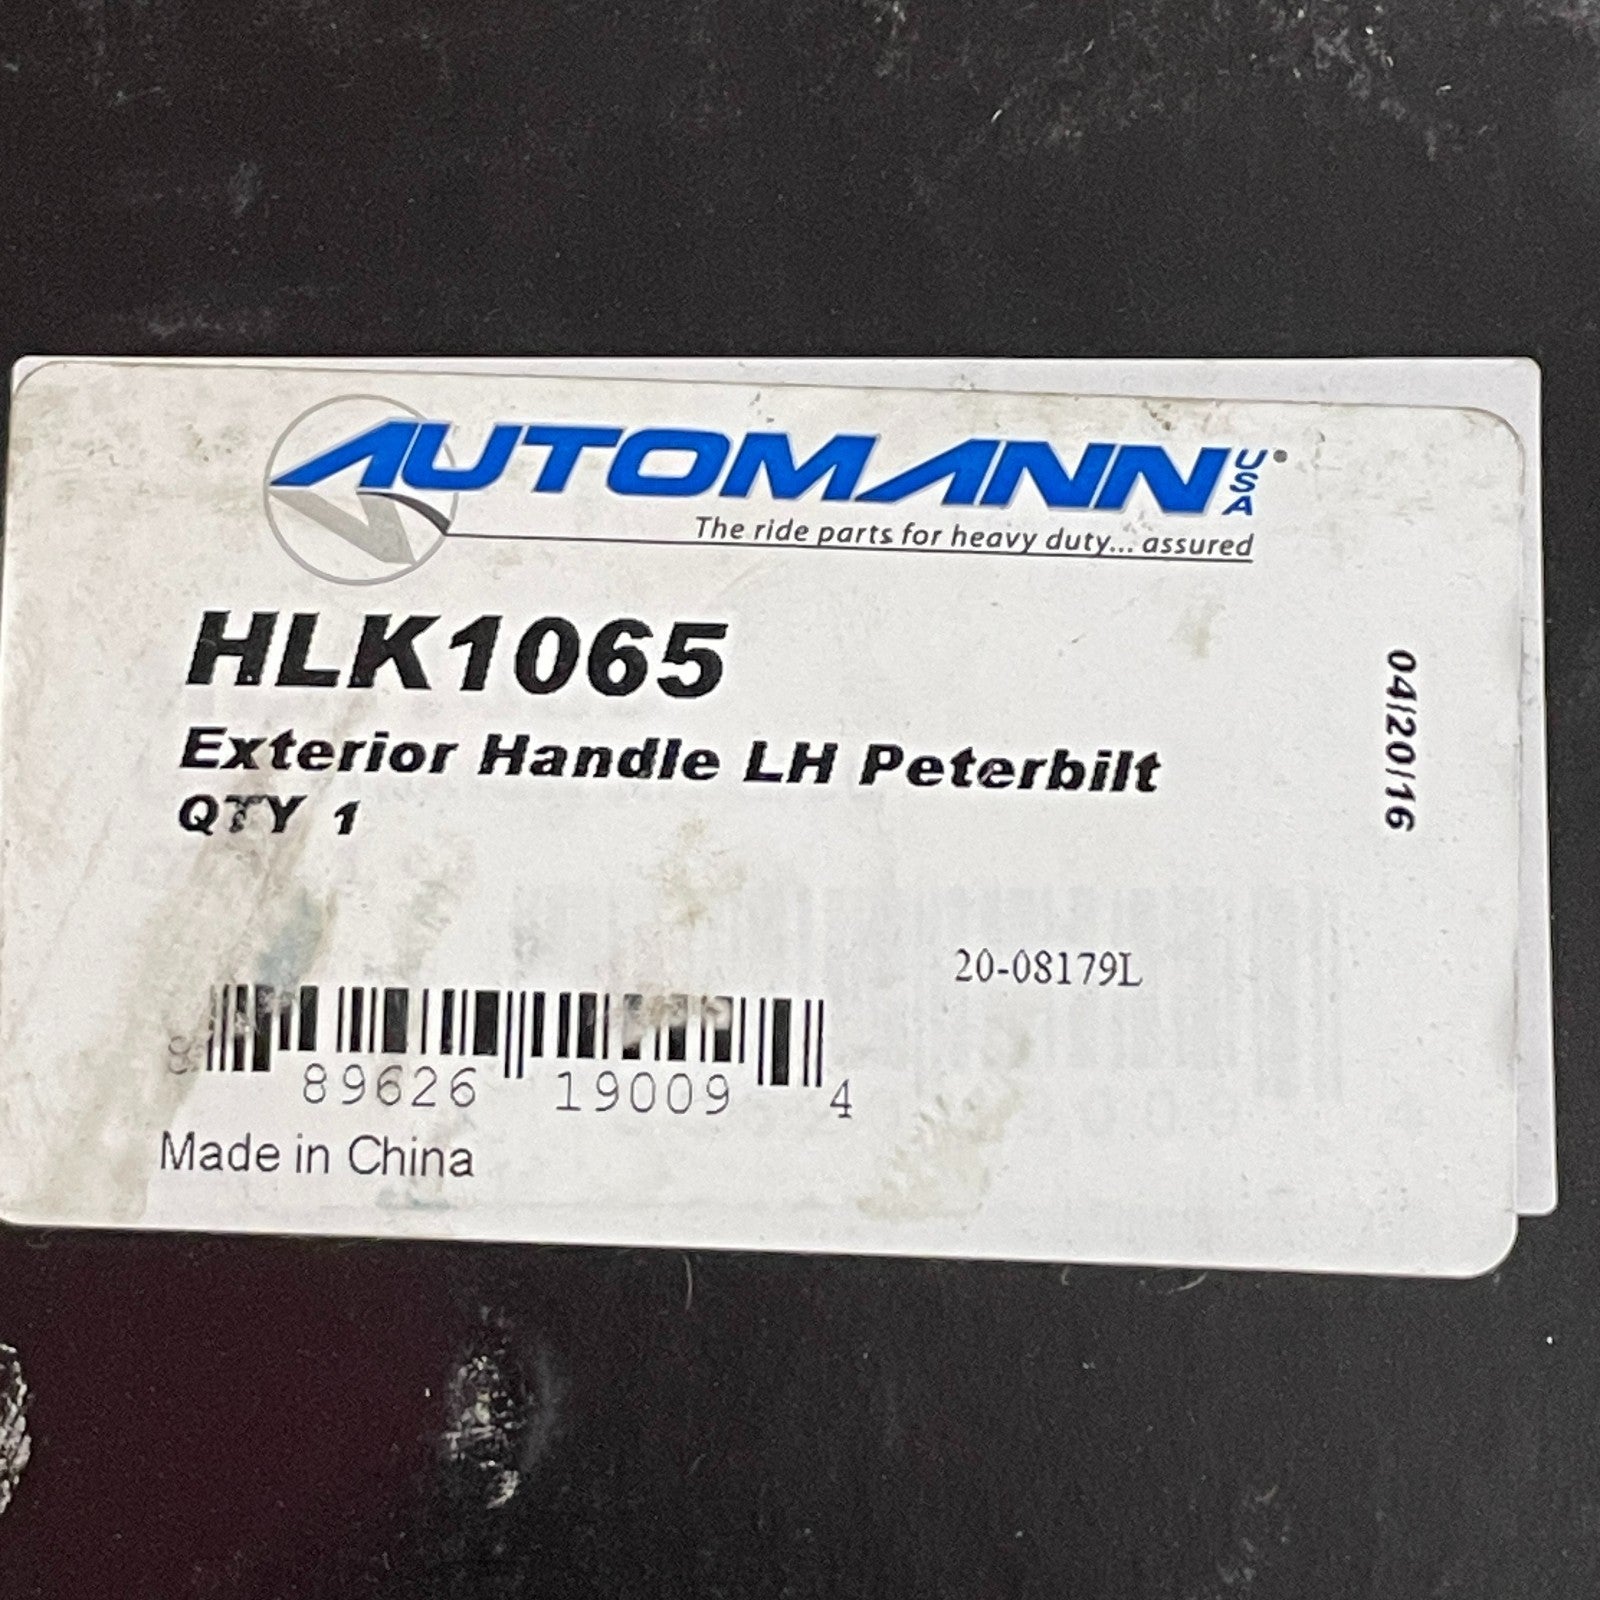 AUTOMANN USA
The ride parts for heavy duty... assured
HLK1065
Exterior Handle LH Peterbilt
QTY 1
04/20/16
20-08179L
8 89626 19009 4
Made in China